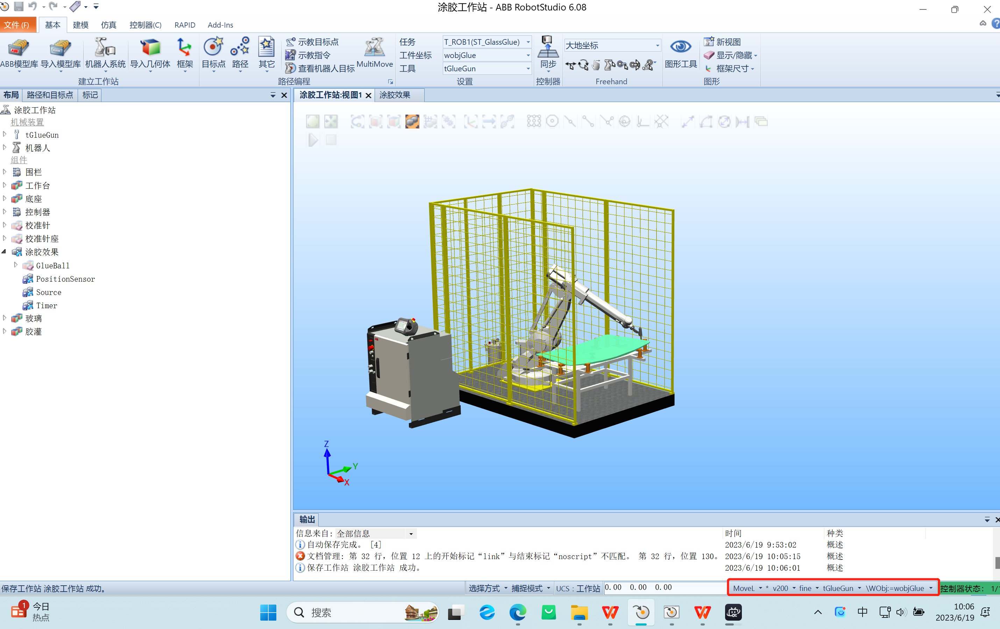 涂胶工作站 - ABB RobotStudio 6.08
文件 (F) 基本 建模 仿真 控制器(C) RAPID Add-Ins
ABB模型库 导入模型库 机器人系统 导入几何体 框架
建立工作站
目标点 路径 其它
示教目标点
示教指令
查看机器人目标
MultiMove
路径编程
任务 T_ROB1(ST_GlassGlue)
工件坐标 wobjGlue
工具 tGlueGun
设置
同步
控制器
大地坐标
Freehand
图形工具
新视图
显示/隐藏
框架尺寸
图形
布局 路径和目标点 标记
涂胶工作站
机械装置
tGlueGun
机器人
组件
围栏
工作台
底座
控制器
校准针
校准针座
涂胶效果
GlueBall
PositionSensor
Source
Timer
玻璃
胶灌
涂胶工作站:视图1 涂胶效果
Z
Y
X
输出
信息来自: 全部信息 时间 种类
自动保存完成。 [4] 2023/6/19 9:53:02 概述
文档管理: 第 32 行，位置 12 上的开始标记“link”与结束标记“noscript”不匹配。 第 32 行，位置 130。 2023/6/19 10:05:15 概述
保存工作站 涂胶工作站 成功。 2023/6/19 10:06:01 概述
保存工作站 涂胶工作站 成功。 选择方式 捕捉模式 UCS : 工作站 0.00 0.00 0.00 MoveL * v200 fine tGlueGun \WObj:=wobjGlue 控制器状态: 1/1
1
今日
热点
搜索
中
10:06
2023/6/19